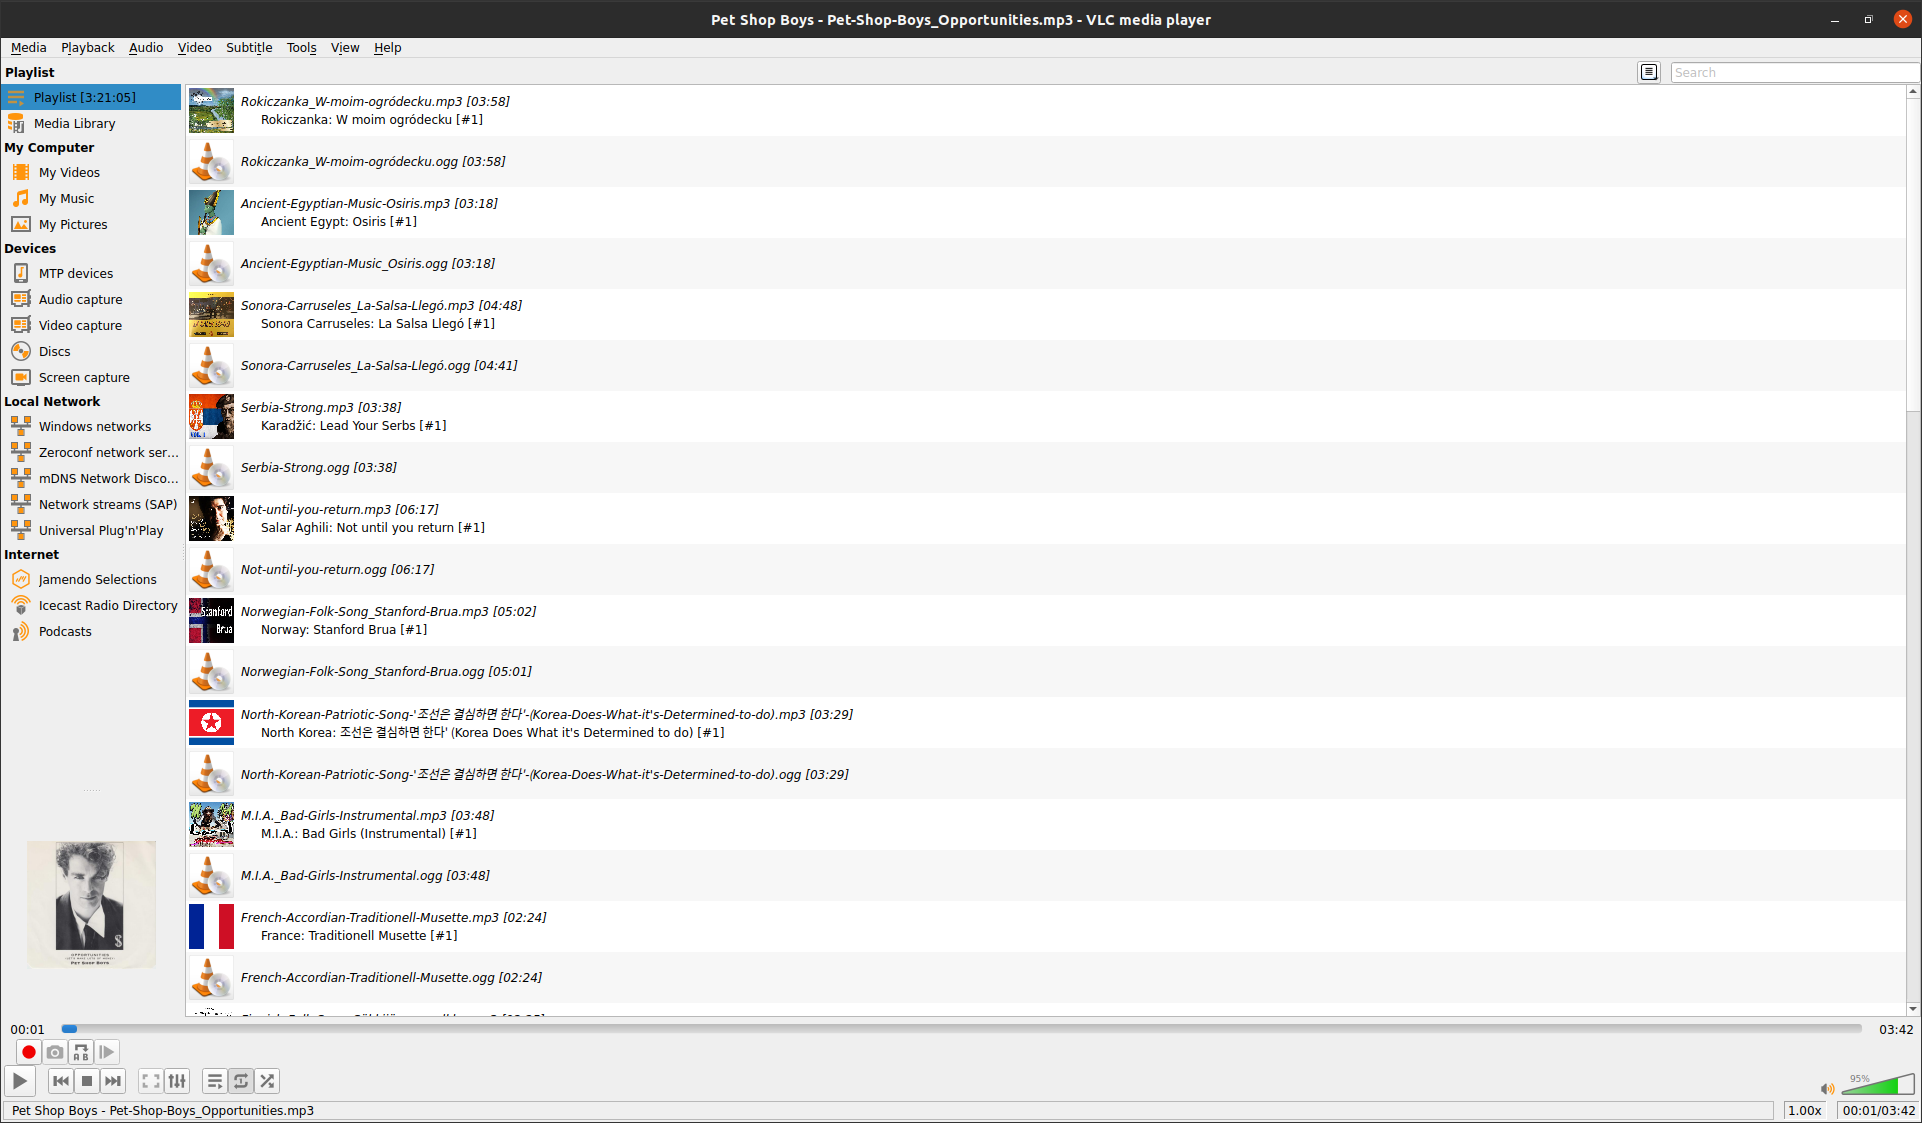 Pet Shop Boys - Pet-Shop-Boys_Opportunities.mp3 - VLC media player
Media Playback Audio Video Subtitle Tools View Help
Playlist
Search
Playlist [3:21:05]
Media Library
My Computer
My Videos
My Music
My Pictures
Devices
MTP devices
Audio capture
Video capture
Discs
Screen capture
Local Network
Windows networks
Zeroconf network ser...
mDNS Network Disco...
Network streams (SAP)
Universal Plug'n'Play
Internet
Jamendo Selections
Icecast Radio Directory
Podcasts
Rokiczanka_W-moim-ogródecku.mp3 [03:58]
Rokiczanka: W moim ogródecku [#1]
Rokiczanka_W-moim-ogródecku.ogg [03:58]
Ancient-Egyptian-Music-Osiris.mp3 [03:18]
Ancient Egypt: Osiris [#1]
Ancient-Egyptian-Music_Osiris.ogg [03:18]
Sonora-Carruseles_La-Salsa-Llegó.mp3 [04:48]
Sonora Carruseles: La Salsa Llegó [#1]
Sonora-Carruseles_La-Salsa-Llegó.ogg [04:41]
Serbia-Strong.mp3 [03:38]
Karadžić: Lead Your Serbs [#1]
Serbia-Strong.ogg [03:38]
Not-until-you-return.mp3 [06:17]
Salar Aghili: Not until you return [#1]
Not-until-you-return.ogg [06:17]
Stanford
Brua
Norwegian-Folk-Song_Stanford-Brua.mp3 [05:02]
Norway: Stanford Brua [#1]
Norwegian-Folk-Song_Stanford-Brua.ogg [05:01]
North-Korean-Patriotic-Song-'조선은 결심하면 한다'-(Korea-Does-What-it's-Determined-to-do).mp3 [03:29]
North Korea: 조선은 결심하면 한다' (Korea Does What it's Determined to do) [#1]
North-Korean-Patriotic-Song-'조선은 결심하면 한다'-(Korea-Does-What-it's-Determined-to-do).ogg [03:29]
M.I.A._Bad-Girls-Instrumental.mp3 [03:48]
M.I.A.: Bad Girls (Instrumental) [#1]
M.I.A._Bad-Girls-Instrumental.ogg [03:48]
French-Accordian-Traditionell-Musette.mp3 [02:24]
France: Traditionell Musette [#1]
French-Accordian-Traditionell-Musette.ogg [02:24]
$
OPPORTUNITIES
PET SHOP BOYS
00:01
03:42
A B
95%
Pet Shop Boys - Pet-Shop-Boys_Opportunities.mp3
1.00x
00:01/03:42